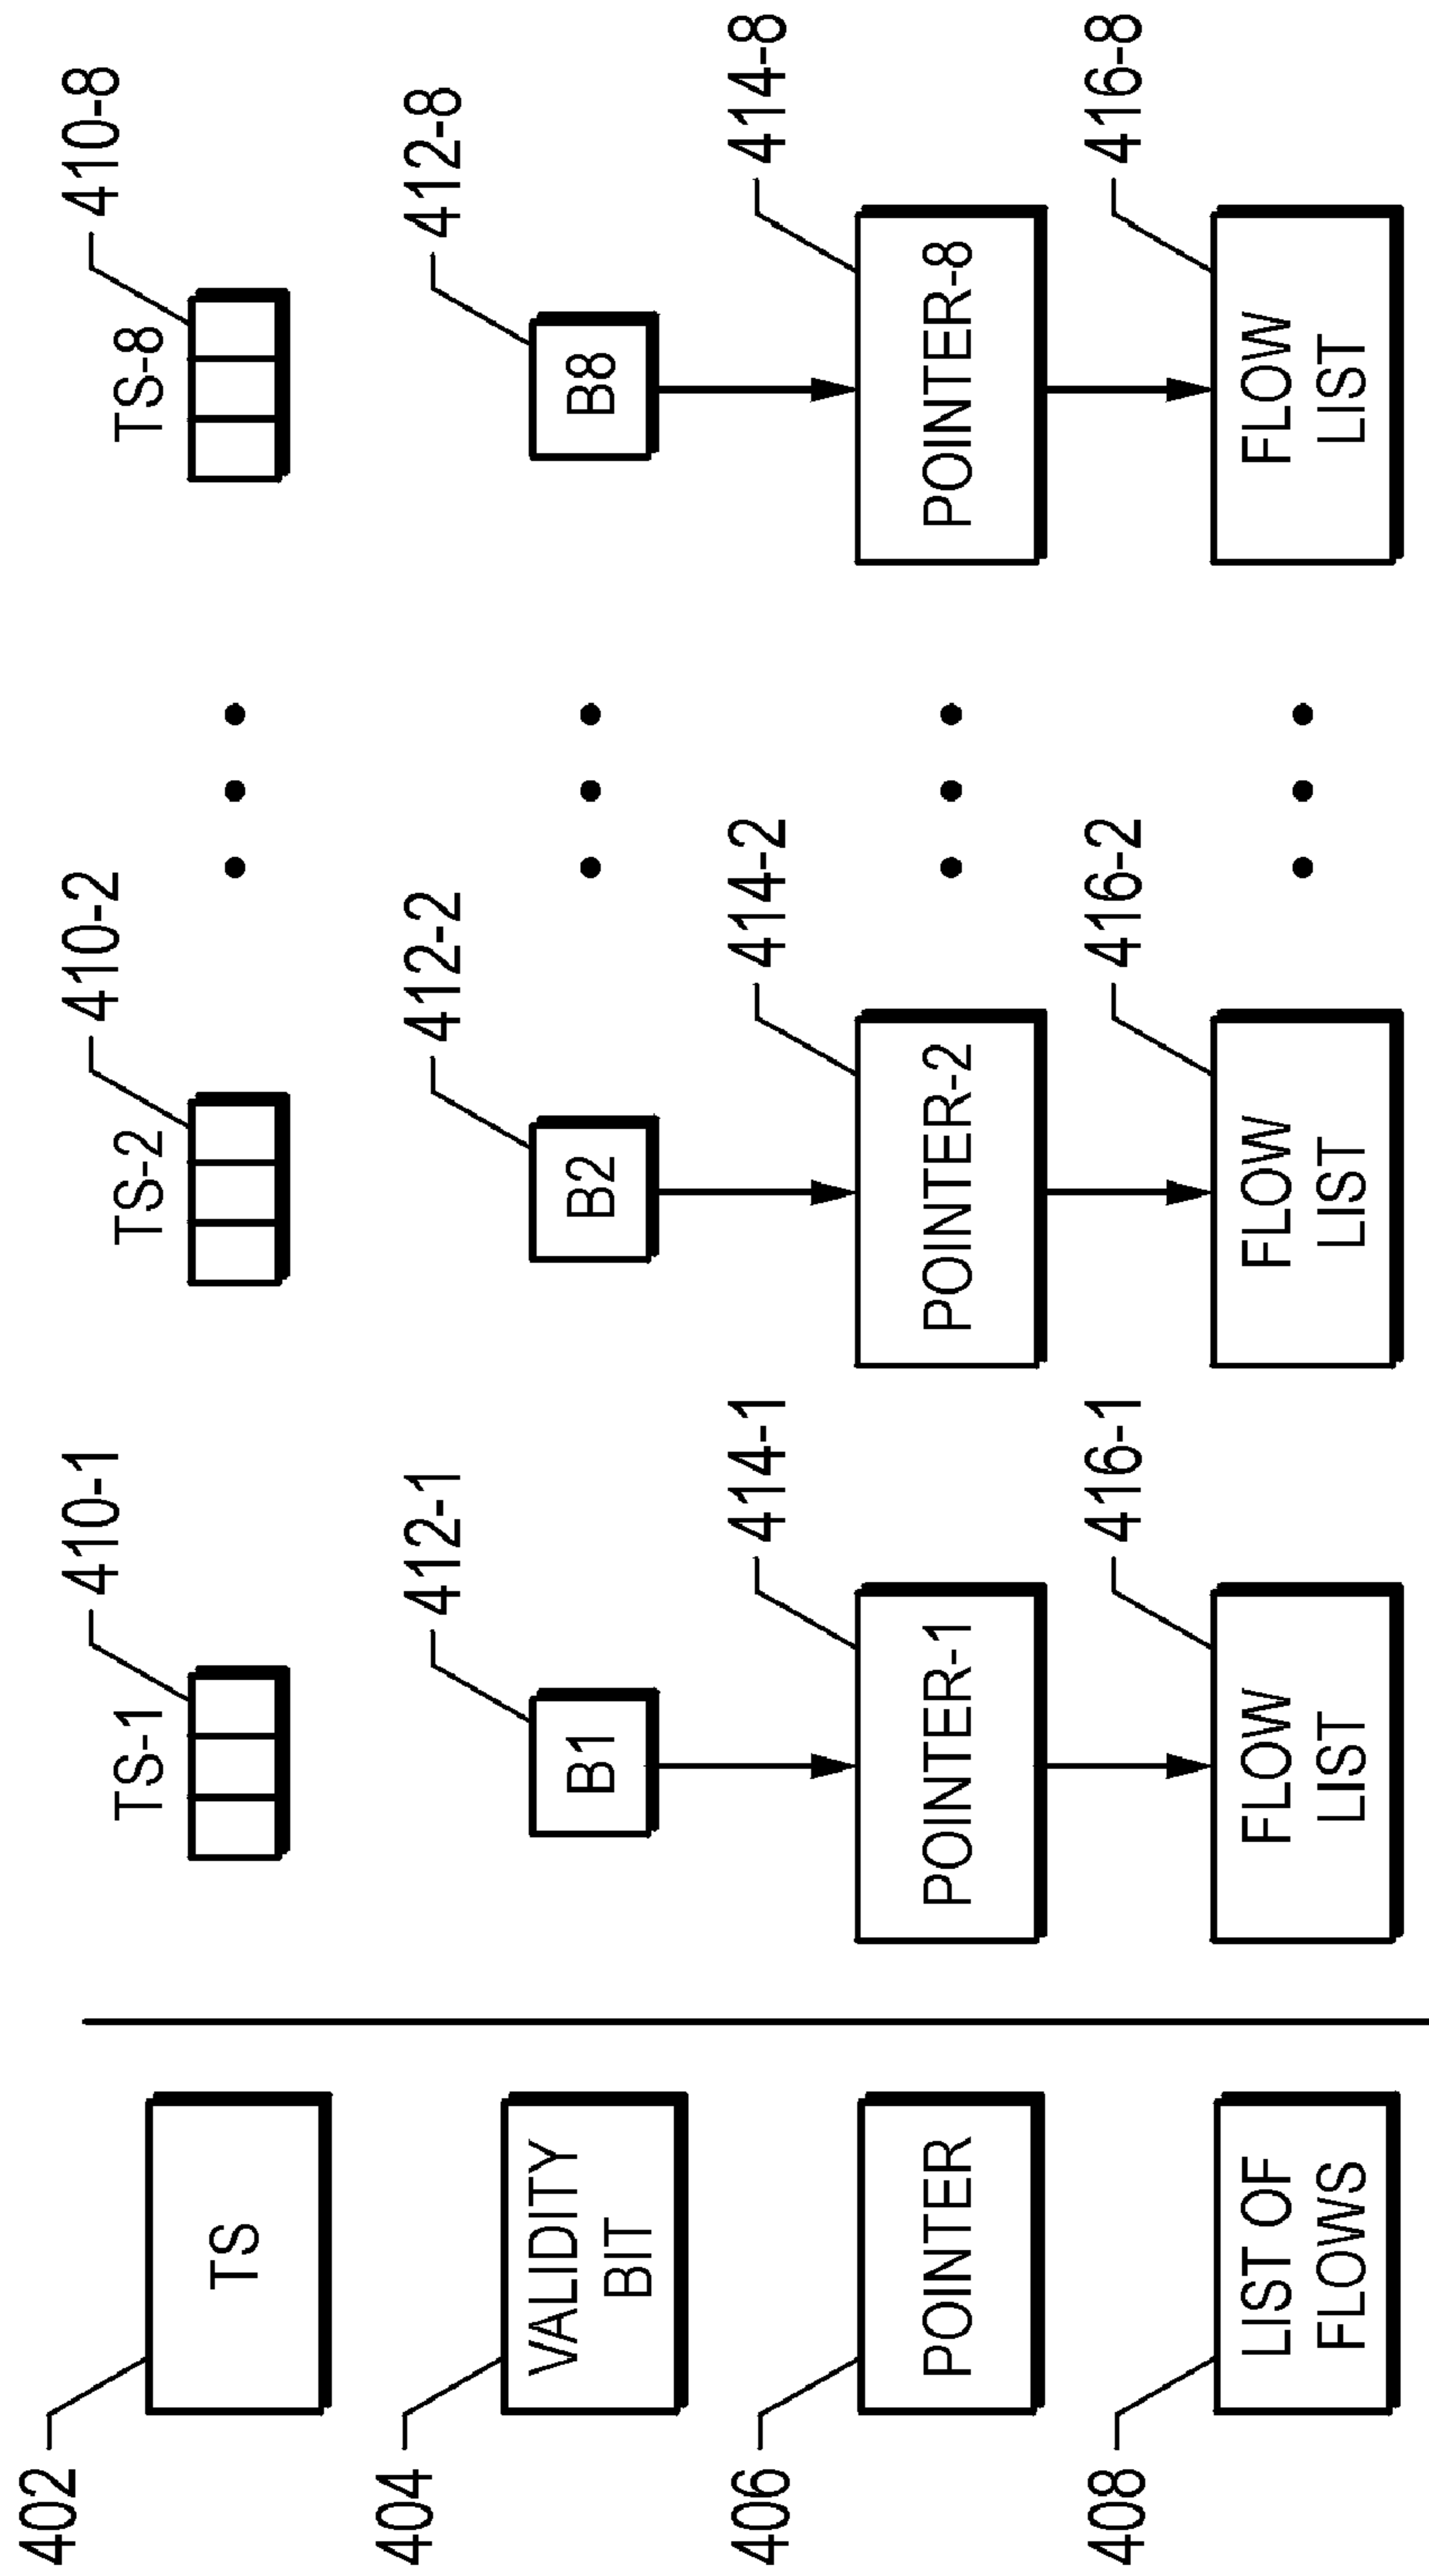 402
TS
TS-1
410-1
TS-2
410-2
TS-8
410-8
404
VALIDITY
BIT
B1
412-1
B2
412-2
B8
412-8
406
POINTER
POINTER-1
414-1
POINTER-2
414-2
POINTER-8
414-8
408
LIST OF
FLOWS
FLOW
LIST
416-1
FLOW
LIST
416-2
FLOW
LIST
416-8